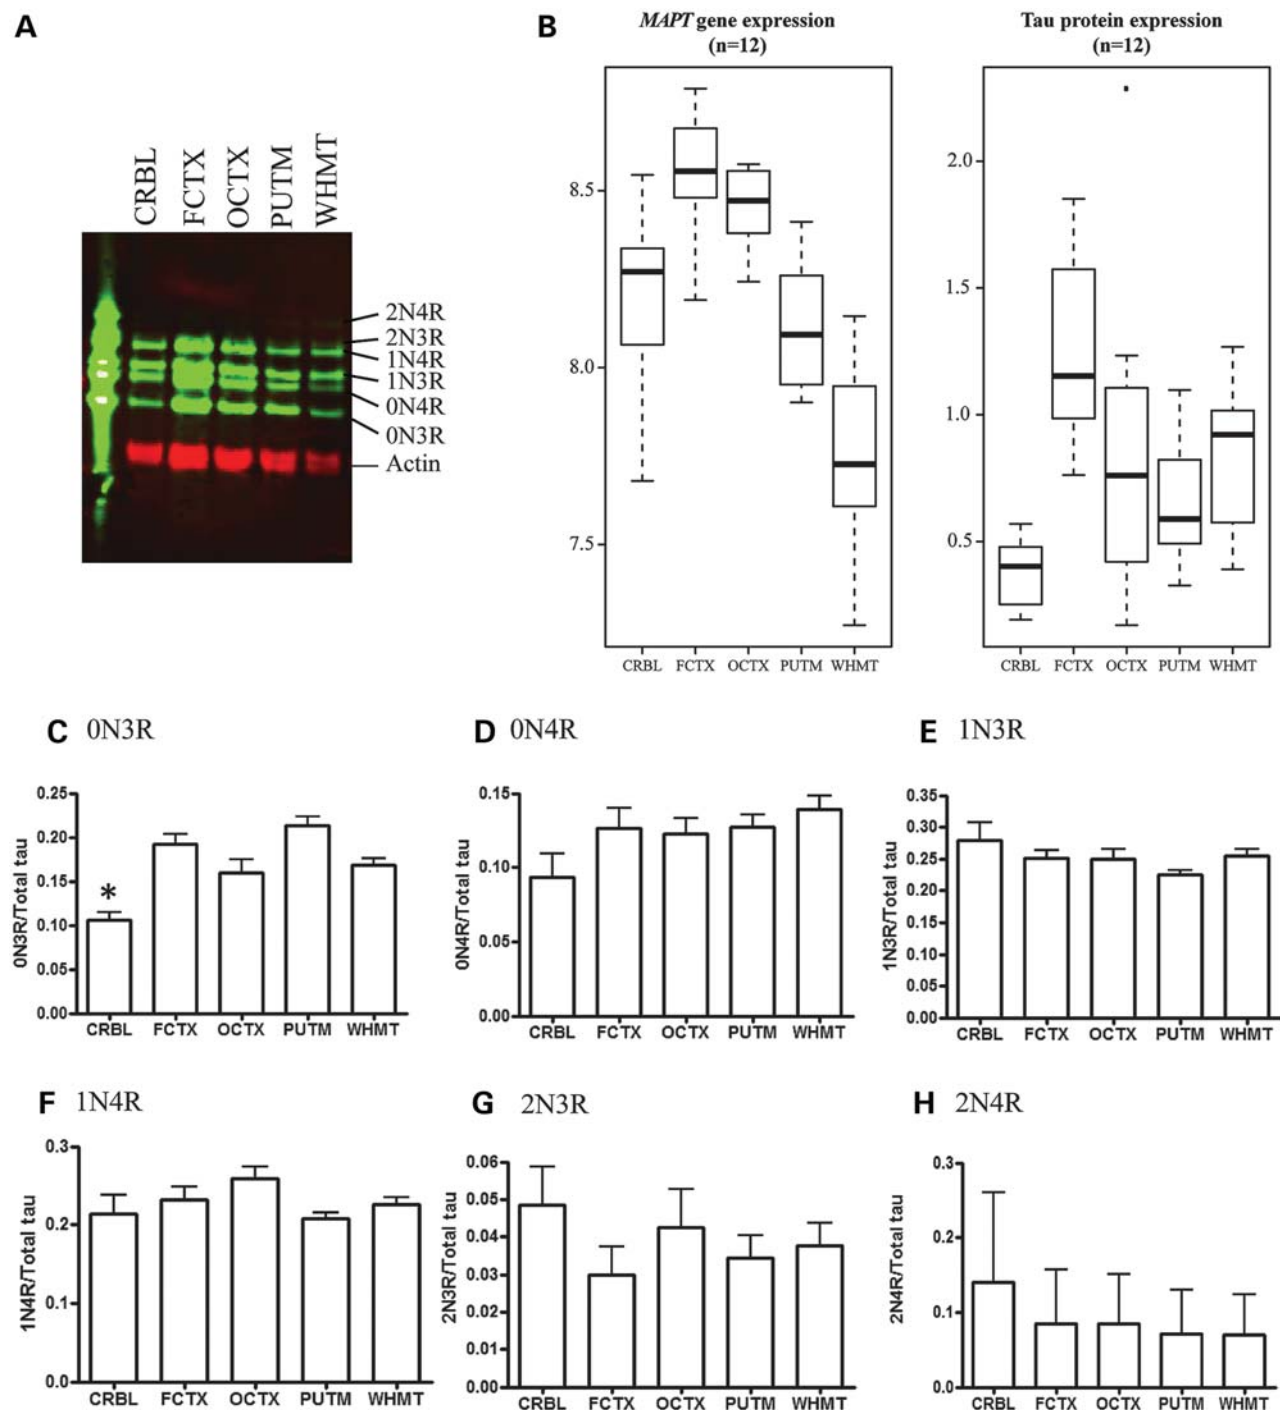 A
CRBL
FCTX
OCTX
PUTM
WHMT
2N4R
2N3R
1N4R
1N3R
0N4R
0N3R
Actin
B
MAPT gene expression
(n=12)
8.5
8.0
7.5
CRBL FCTX OCTX PUTM WHMT
Tau protein expression
(n=12)
2.0
1.5
1.0
0.5
CRBL FCTX OCTX PUTM WHMT
C 0N3R
0N3R/Total tau
0.25
0.20
0.15
0.10
0.05
0.00
*
CRBL FCTX OCTX PUTM WHMT
D 0N4R
0N4R/Total tau
0.15
0.10
0.05
0.00
CRBL FCTX OCTX PUTM WHMT
E 1N3R
1N3R/Total tau
0.35
0.30
0.25
0.20
0.15
0.10
0.05
0.00
CRBL FCTX OCTX PUTM WHMT
F 1N4R
1N4R/Total tau
0.3
0.2
0.1
0.0
CRBL FCTX OCTX PUTM WHMT
G 2N3R
2N3R/Total tau
0.06
0.05
0.04
0.03
0.02
0.01
0.00
CRBL FCTX OCTX PUTM WHMT
H 2N4R
2N4R/Total tau
0.3
0.2
0.1
0.0
CRBL FCTX OCTX PUTM WHMT